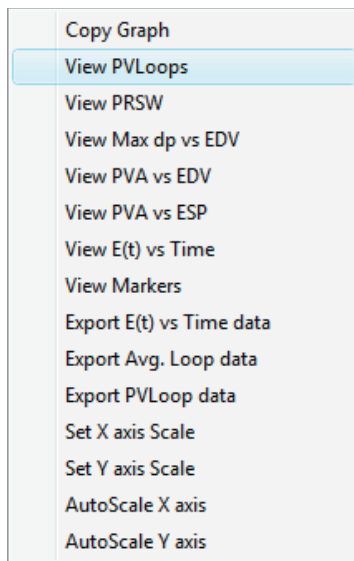 Copy Graph
View PVLoops
View PRSW
View Max dp vs EDV
View PVA vs EDV
View PVA vs ESP
View E(t) vs Time
View Markers
Export E(t) vs Time data
Export Avg. Loop data
Export PVLoop data
Set X axis Scale
Set Y axis Scale
AutoScale X axis
AutoScale Y axis